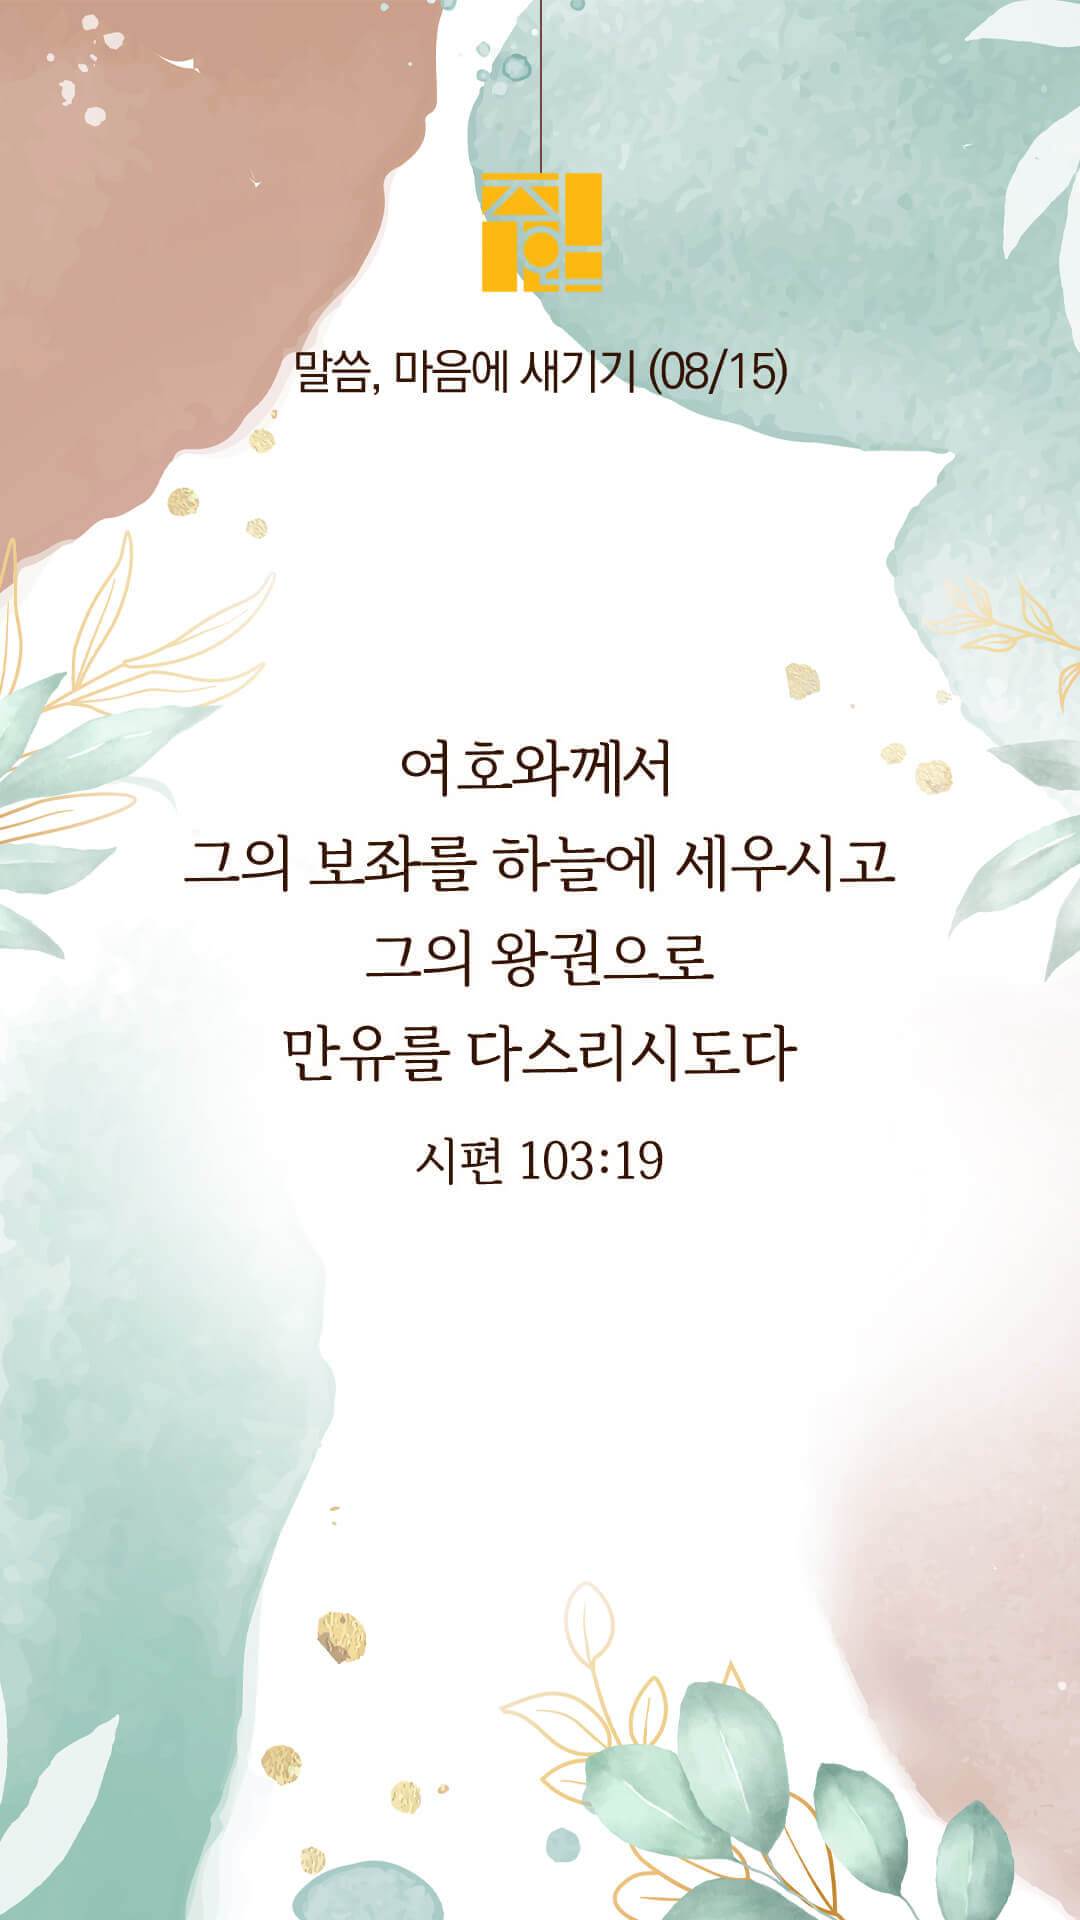 말씀, 마음에 새기기 (08/15)
여호와께서
그의 보좌를 하늘에 세우시고
그의 왕권으로
만유를 다스리시도다
시편 103:19